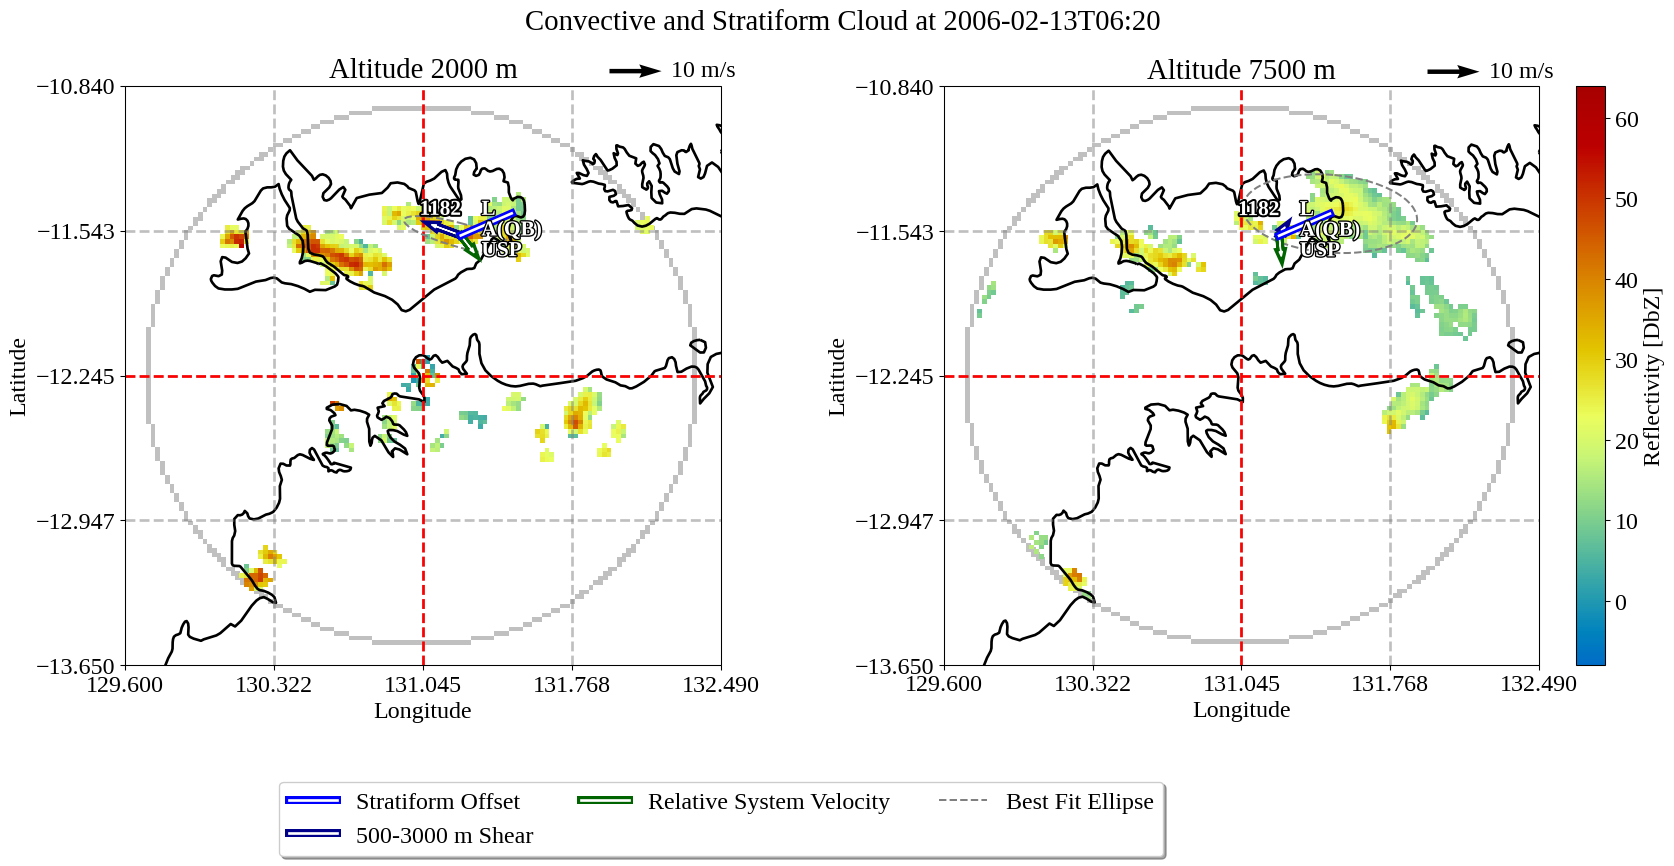 Convective and Stratiform Cloud at 2006-02-13T06:20
Altitude 2000 m
10 m/s
−10.840
−11.543
−12.245
−12.947
−13.650
129.600
130.322
131.045
131.768
132.490
Latitude
Longitude
1182
L
A(QB)
USP
Altitude 7500 m
10 m/s
−10.840
−11.543
−12.245
−12.947
−13.650
129.600
130.322
131.045
131.768
132.490
Latitude
Longitude
1182
L
A(QB)
USP
60
50
40
30
20
10
0
Reflectivity [DbZ]
Stratiform Offset
Relative System Velocity
Best Fit Ellipse
500-3000 m Shear